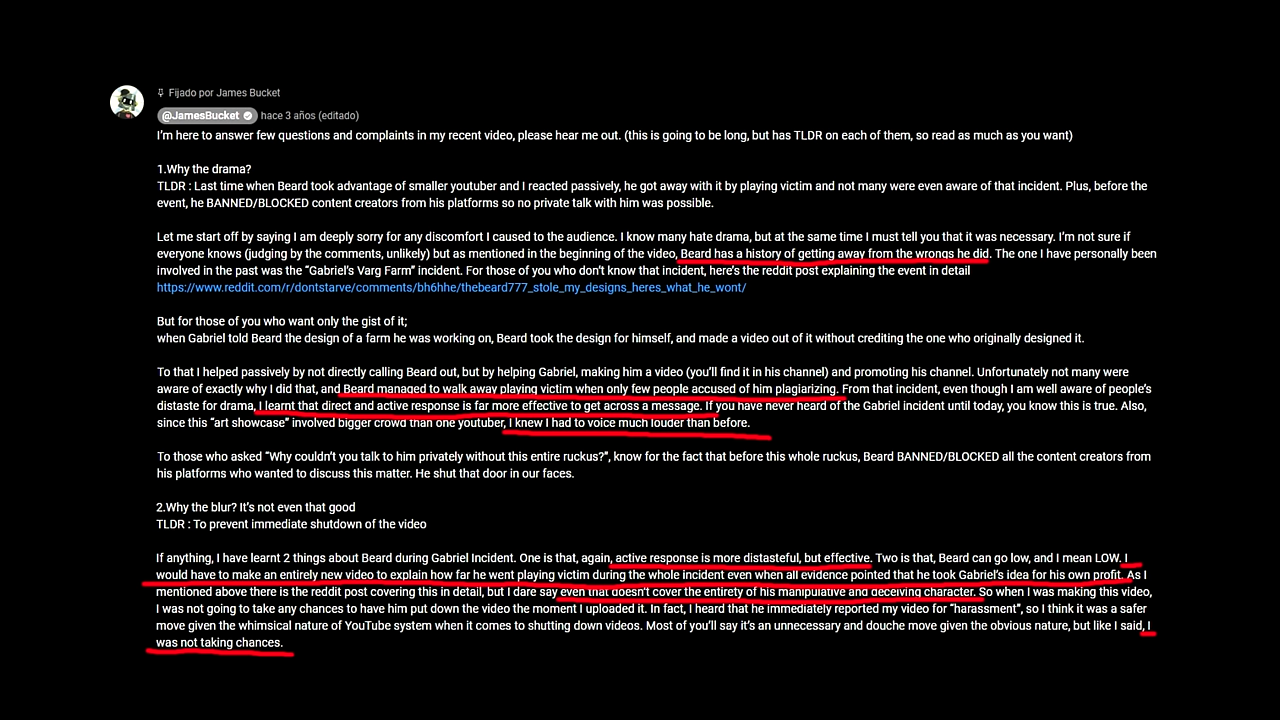 Fijado por James Bucket
@JamesBucket hace 3 años (editado)
I'm here to answer few questions and complaints in my recent video, please hear me out. (this is going to be long, but has TLDR on each of them, so read as much as you want)
1.Why the drama?
TLDR : Last time when Beard took advantage of smaller youtuber and I reacted passively, he got away with it by playing victim and not many were even aware of that incident. Plus, before the
event, he BANNED/BLOCKED content creators from his platforms so no private talk with him was possible.
Let me start off by saying I am deeply sorry for any discomfort I caused to the audience. I know many hate drama, but at the same time I must tell you that it was necessary. I'm not sure if
everyone knows (judging by the comments, unlikely) but as mentioned in the beginning of the video, Beard has a history of getting away from the wrongs he did. The one I have personally been
involved in the past was the "Gabriel's Varg Farm" incident. For those of you who don't know that incident, here's the reddit post explaining the event in detail
https://www.reddit.com/r/dontstarve/comments/bh6hhe/thebeard777_stole_my_designs_heres_what_he_wont/
But for those of you who want only the gist of it;
when Gabriel told Beard the design of a farm he was working on, Beard took the design for himself, and made a video out of it without crediting the one who originally designed it.
To that I helped passively by not directly calling Beard out, but by helping Gabriel, making him a video (you'll find it in his channel) and promoting his channel. Unfortunately not many were
aware of exactly why I did that, and Beard managed to walk away playing victim when only few people accused of him plagiarizing. From that incident, even though I am well aware of people's
distaste for drama, I learnt that direct and active response is far more effective to get across a message. If you have never heard of the Gabriel incident until today, you know this is true. Also,
since this "art showcase" involved bigger crowd than one youtuber, I knew I had to voice much louder than before.
To those who asked "Why couldn't you talk to him privately without this entire ruckus?", know for the fact that before this whole ruckus, Beard BANNED/BLOCKED all the content creators from
his platforms who wanted to discuss this matter. He shut that door in our faces.
2.Why the blur? It's not even that good
TLDR : To prevent immediate shutdown of the video
If anything, I have learnt 2 things about Beard during Gabriel Incident. One is that, again, active response is more distasteful, but effective. Two is that, Beard can go low, and I mean LOW. I
would have to make an entirely new video to explain how far he went playing victim during the whole incident even when all evidence pointed that he took Gabriel's idea for his own profit. As I
mentioned above there is the reddit post covering this in detail, but I dare say even that doesn't cover the entirety of his manipulative and deceiving character. So when I was making this video,
I was not going to take any chances to have him put down the video the moment I uploaded it. In fact, I heard that he immediately reported my video for "harassment", so I think it was a safer
move given the whimsical nature of YouTube system when it comes to shutting down videos. Most of you'll say it's an unnecessary and douche move given the obvious nature, but like I said, I
was not taking chances.